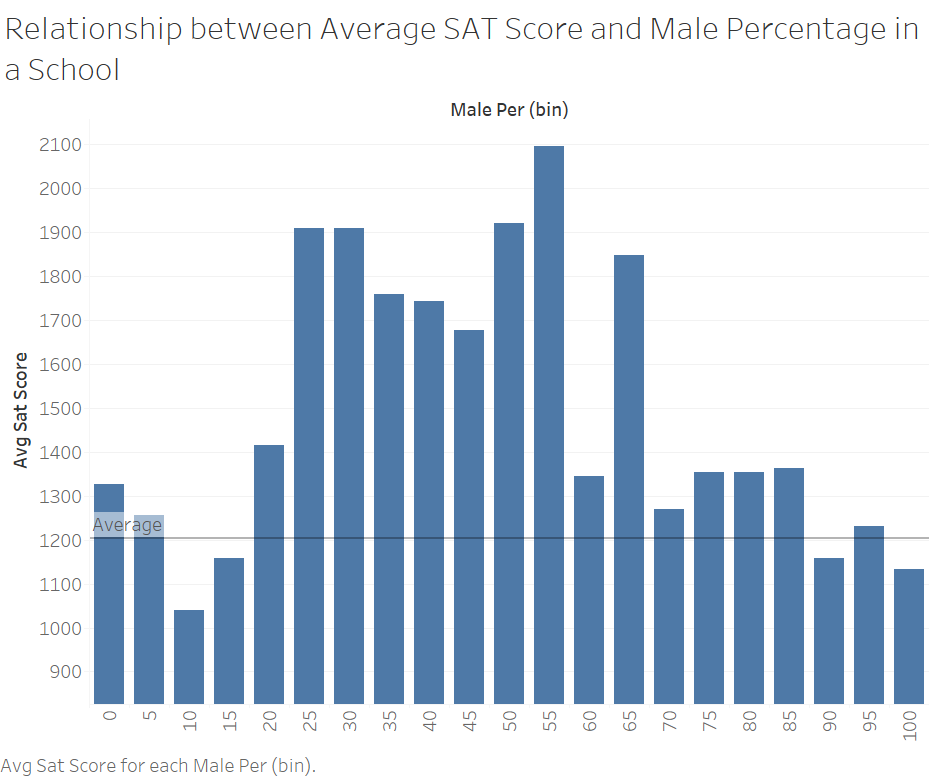 Relationship between Average SAT Score and Male Percentage in
a School
Male Per (bin)
Avg Sat Score
2100
2000
1900
1800
1700
1600
1500
1400
1300
Average
1200
1100
1000
900
0 5 10 15 20 25 30 35 40 45 50 55 60 65 70 75 80 85 90 95 100
Avg Sat Score for each Male Per (bin).